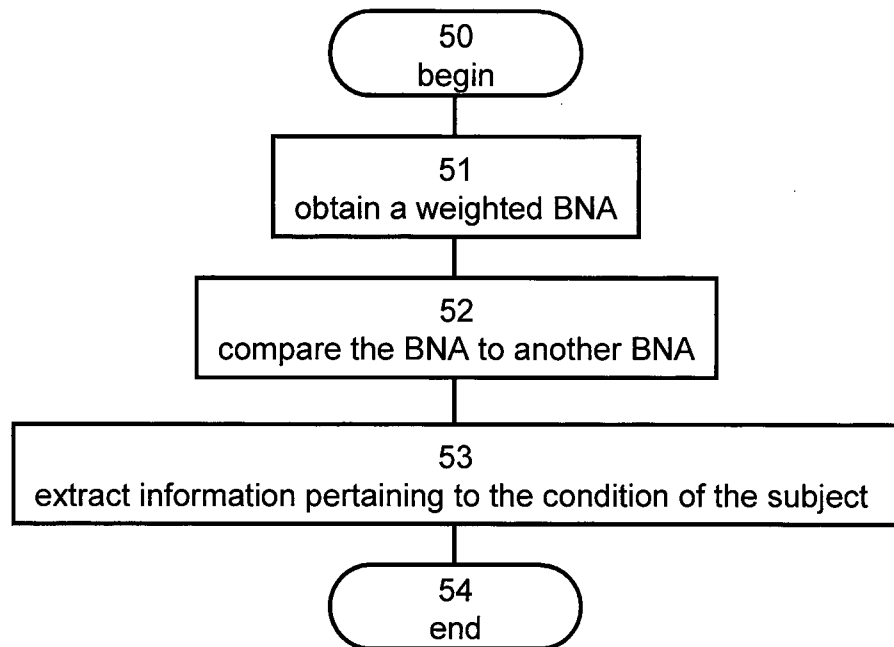 50
begin
51
obtain a weighted BNA
52
compare the BNA to another BNA
53
extract information pertaining to the condition of the subject
54
end